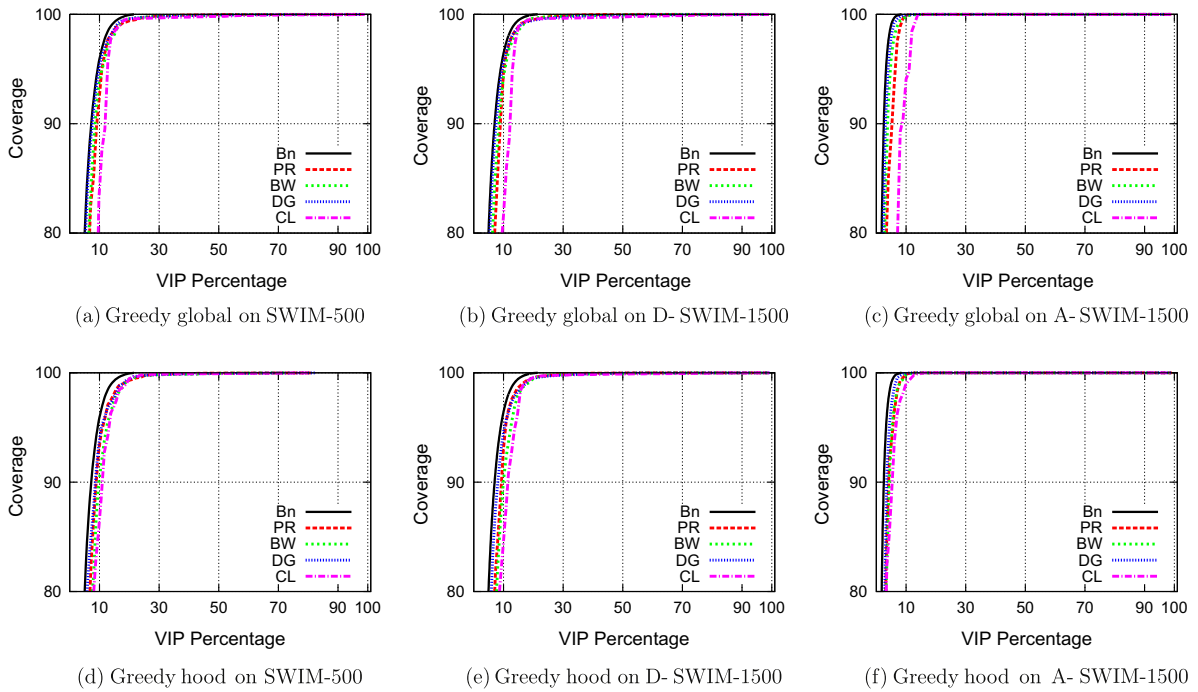 100
90
80
Coverage
Bn
PR
BW
DG
CL
10 30 50 70 90 100
VIP Percentage
(a) Greedy global on SWIM-500
100
90
80
Coverage
Bn
PR
BW
DG
CL
10 30 50 70 90 100
VIP Percentage
(b) Greedy global on D- SWIM-1500
100
90
80
Coverage
Bn
PR
BW
DG
CL
10 30 50 70 90 100
VIP Percentage
(c) Greedy global on A- SWIM-1500
100
90
80
Coverage
Bn
PR
BW
DG
CL
10 30 50 70 90 100
VIP Percentage
(d) Greedy hood on SWIM-500
100
90
80
Coverage
Bn
PR
BW
DG
CL
10 30 50 70 90 100
VIP Percentage
(e) Greedy hood on D- SWIM-1500
100
90
80
Coverage
Bn
PR
BW
DG
CL
10 30 50 70 90 100
VIP Percentage
(f) Greedy hood on A- SWIM-1500